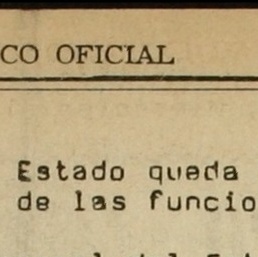 CO OFICIAL
Estado queda
de las funcio